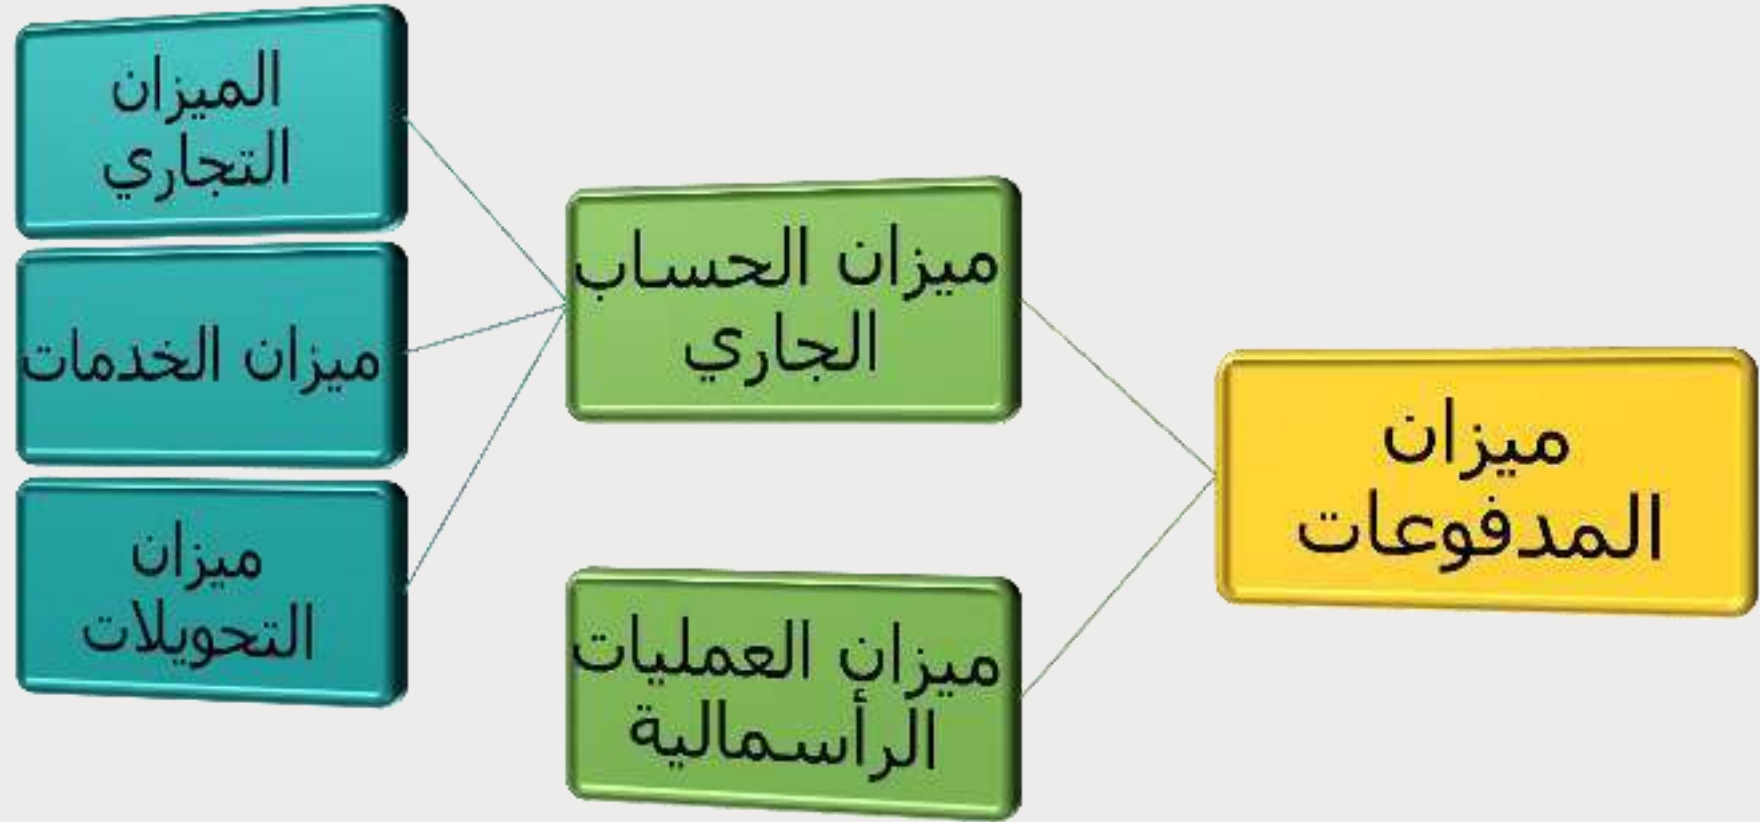 ميزان
المدفوعات
ميزان الحساب
الجاري
ميزان العمليات
الرأسمالية
الميزان
التجاري
ميزان الخدمات
ميزان
التحويلات